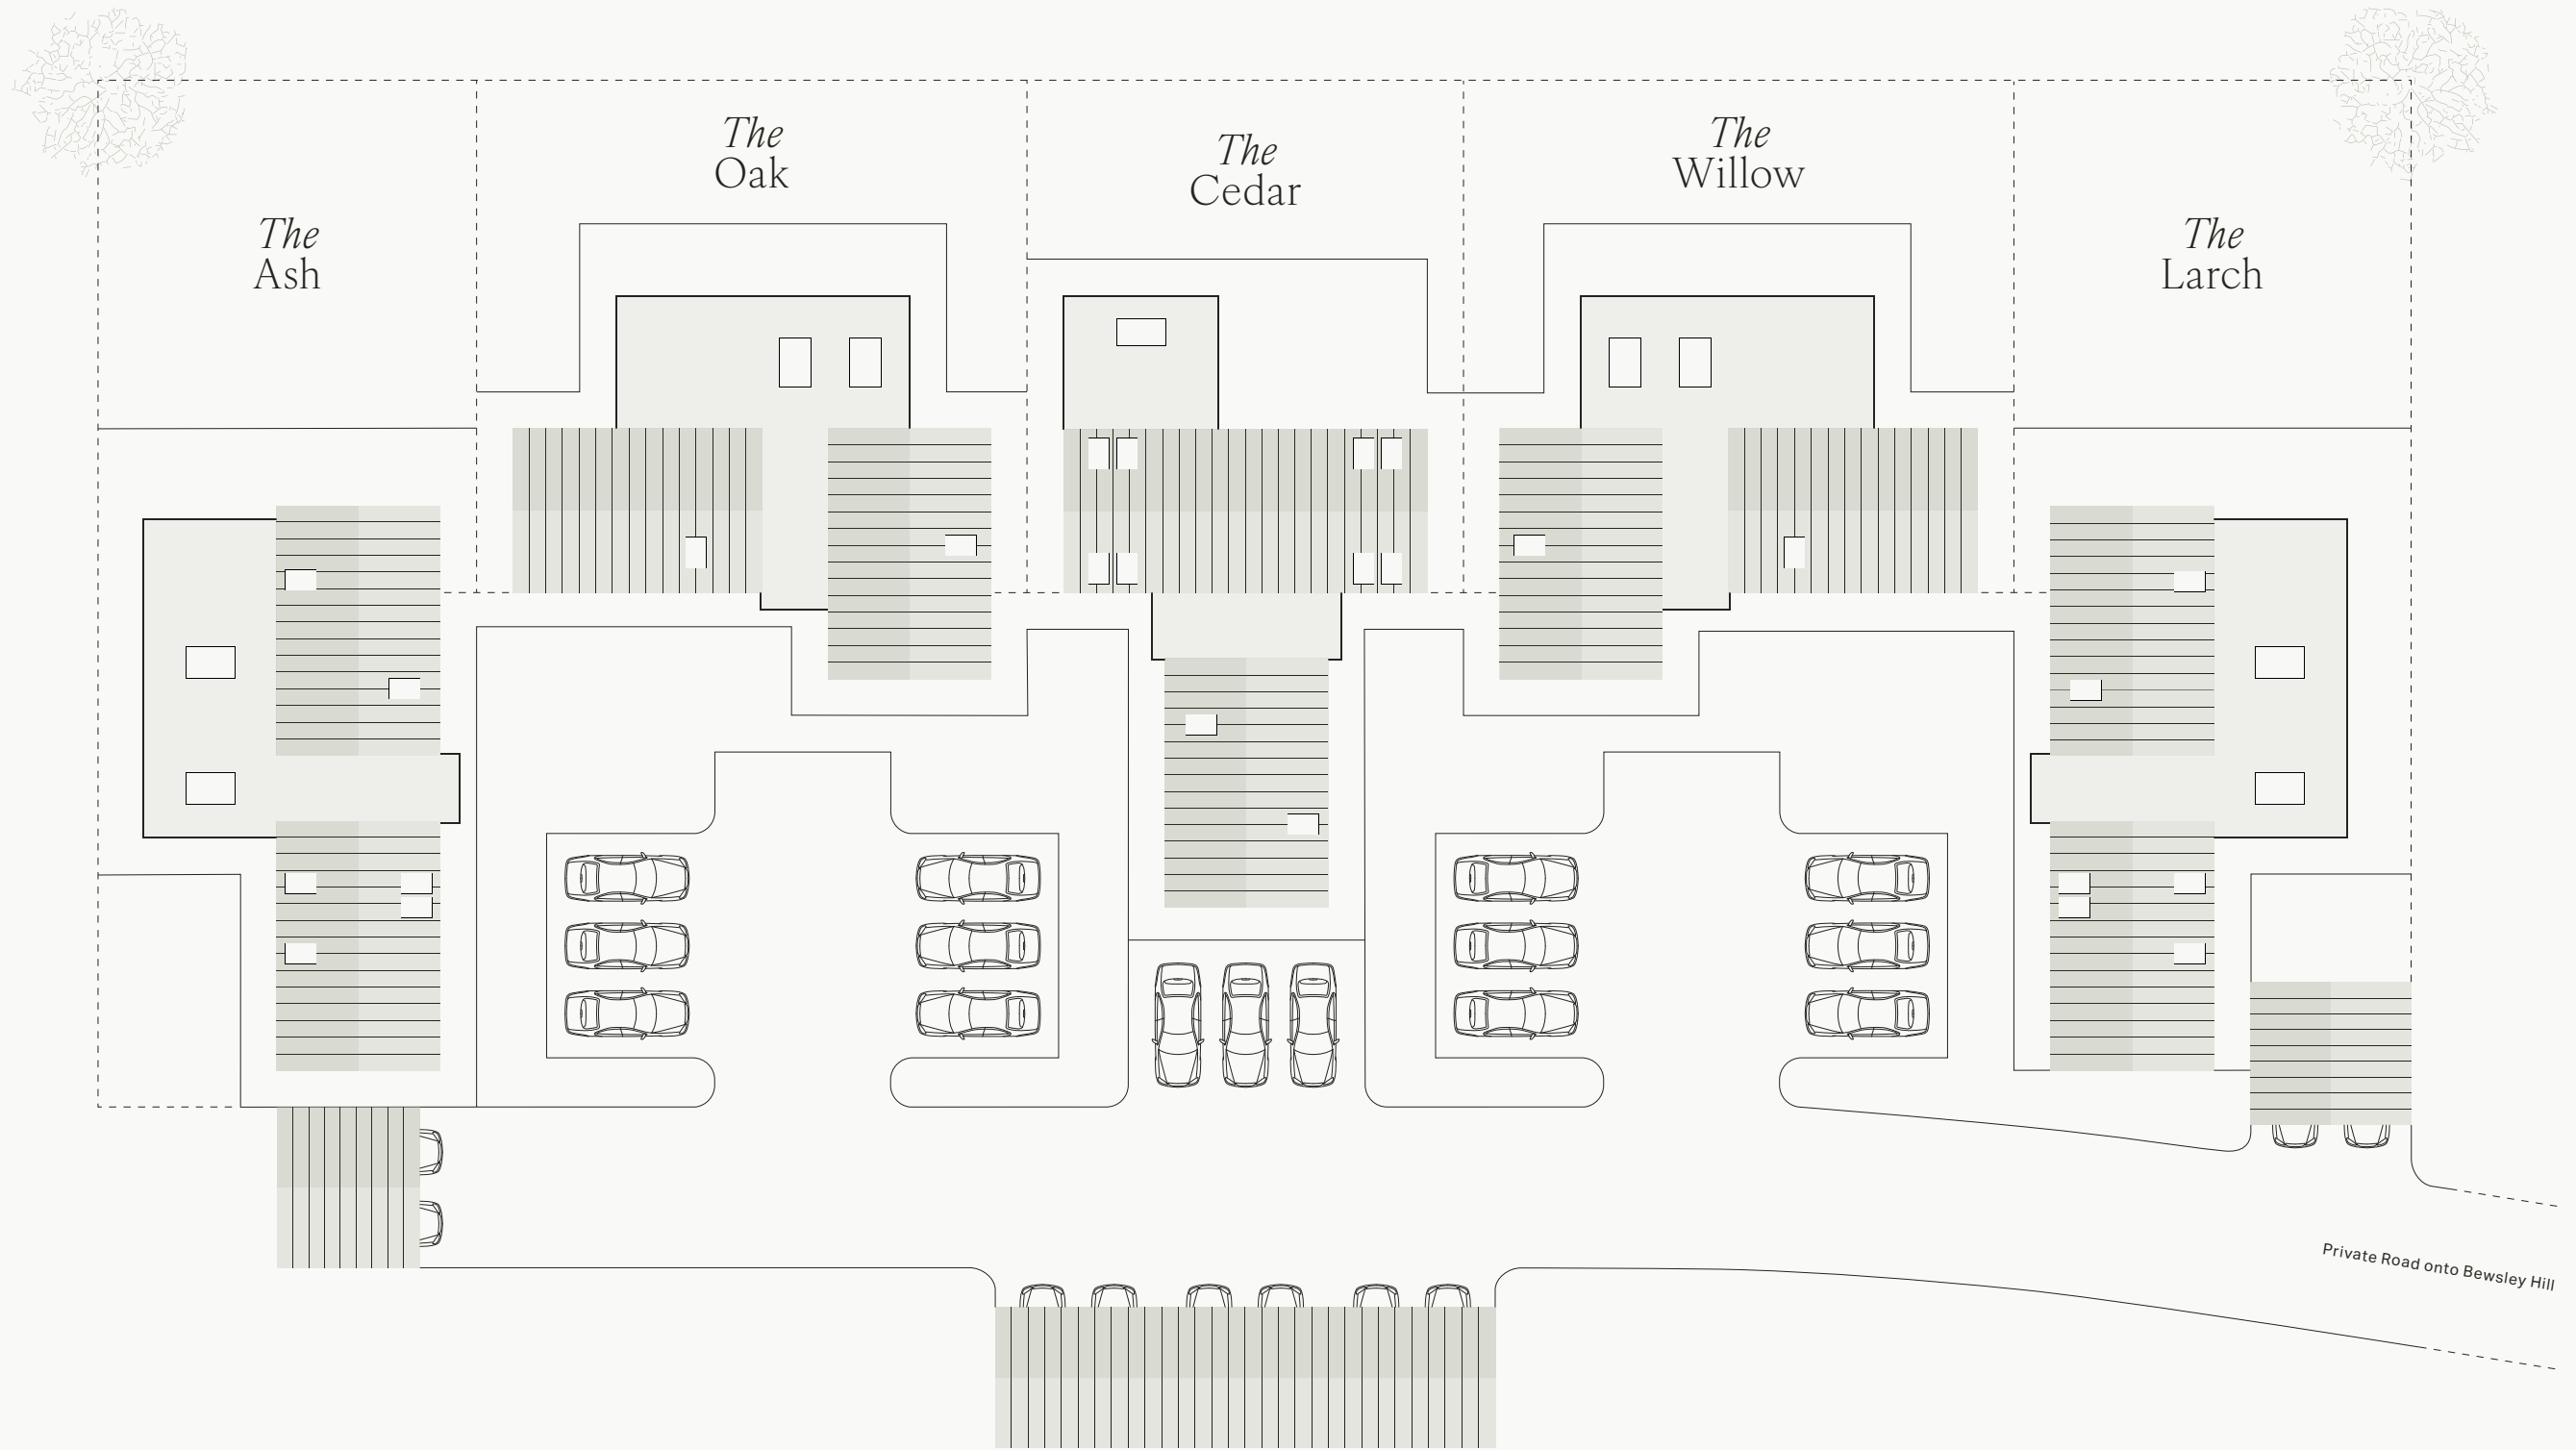 The
Ash
The
Oak
The
Cedar
The
Willow
The
Larch
Private Road onto Bewsley Hill